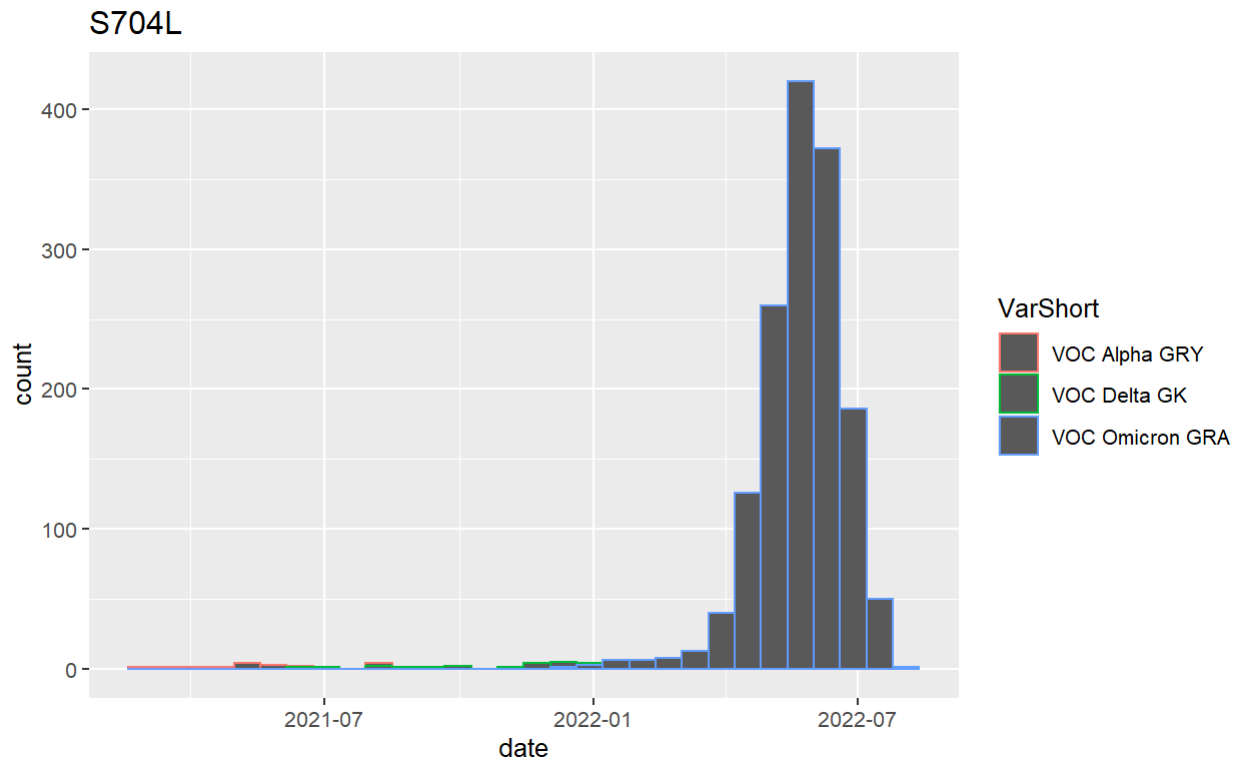 S704L
400
300
200
100
0
count
2021-07
2022-01
2022-07
date
VarShort
VOC Alpha GRY
VOC Delta GK
VOC Omicron GRA